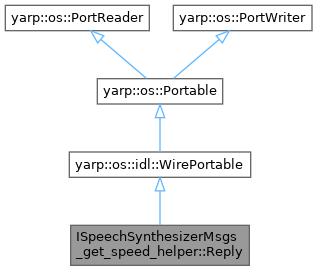 yarp::os::PortReader
yarp::os::PortWriter
yarp::os::Portable
yarp::os::idl::WirePortable
ISpeechSynthesizerMsgs
_get_speed_helper::Reply